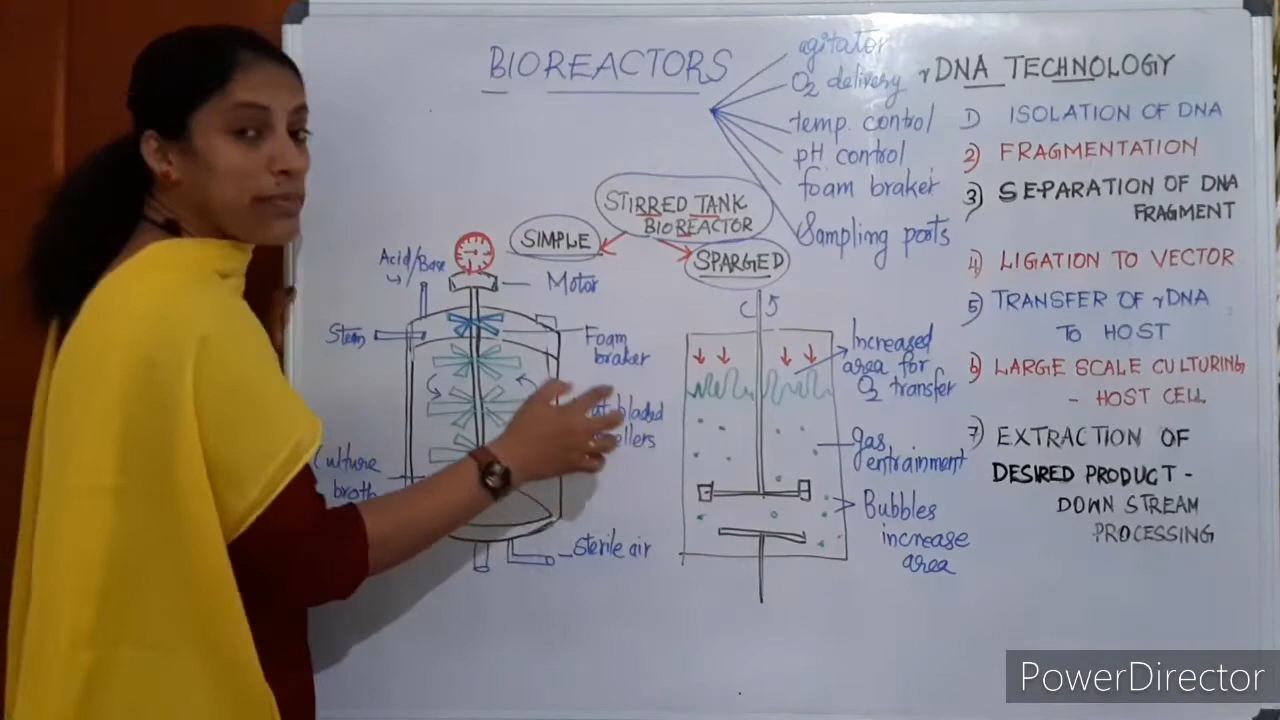 BIOREACTORS
agitator
O2 delivery
temp. control
pH control
foam braker
Sampling ports
STIRRED TANK
BIOREACTOR
SIMPLE
SPARGED
Acid/Base
Motor
Steam
Foam
braker
bladed
Culture
broth
Sterile air
Increased
area for
O2 transfer
gas
entrainment
Bubbles
increase
area
rDNA TECHNOLOGY
1) ISOLATION OF DNA
2) FRAGMENTATION
3) SEPARATION OF DNA
FRAGMENT
4) LIGATION TO VECTOR
5) TRANSFER OF rDNA
TO HOST
6) LARGE SCALE CULTURING
- HOST CELL
7) EXTRACTION OF
DESIRED PRODUCT -
DOWN STREAM
PROCESSING
PowerDirector